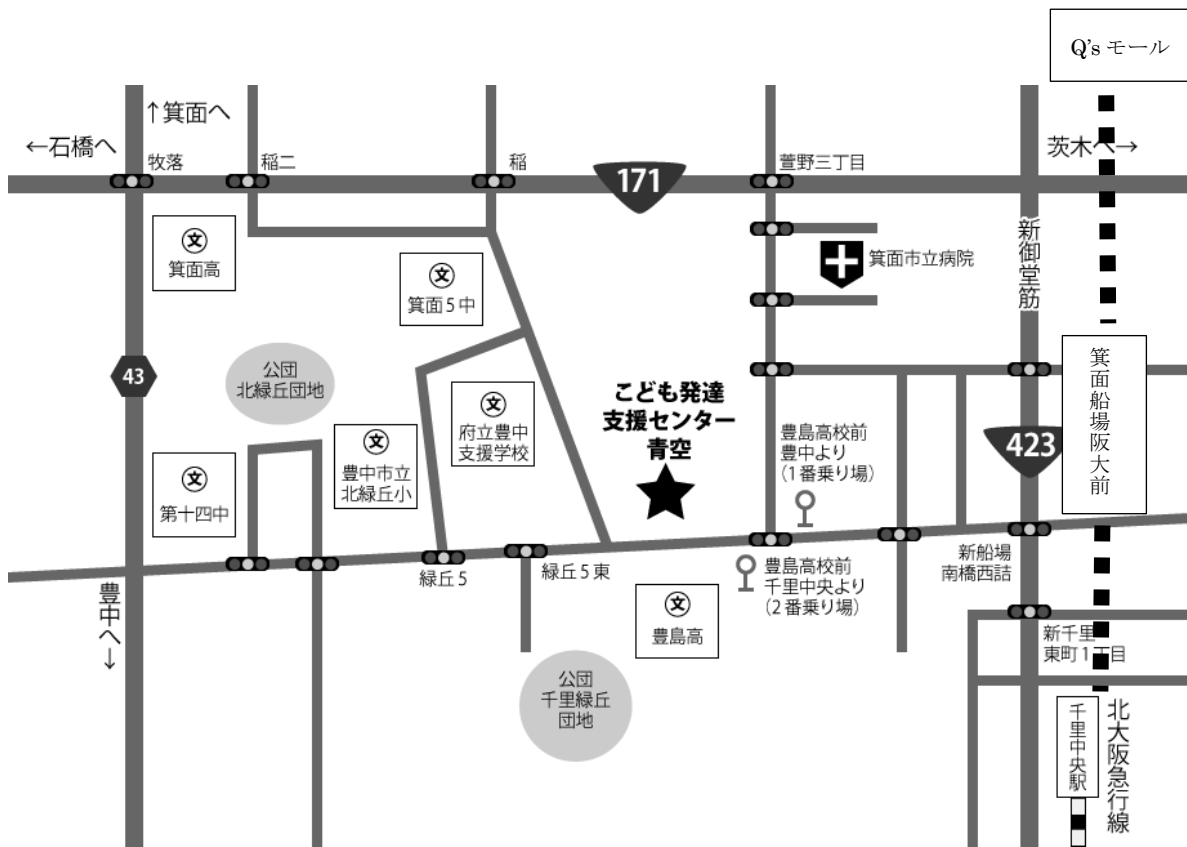 Q'sモール
↑箕面へ
←石橋へ
茨木へ→
牧落
稲二
稲
萱野三丁目
171
文
箕面高
文
箕面5中
箕面市立病院
新御堂筋
箕面船場阪大前
43
公団
北緑丘団地
こども発達
支援センター
青空
文
府立豊中
支援学校
文
豊中市立
北緑丘小
文
第十四中
豊島高校前
豊中より
(1番乗り場)
423
緑丘5
緑丘5東
豊島高校前
千里中央より
(2番乗り場)
新船場
南橋西詰
豊中へ↓
文
豊島高
新千里
東町1丁目
公団
千里緑丘
団地
千里中央駅
北大阪急行線